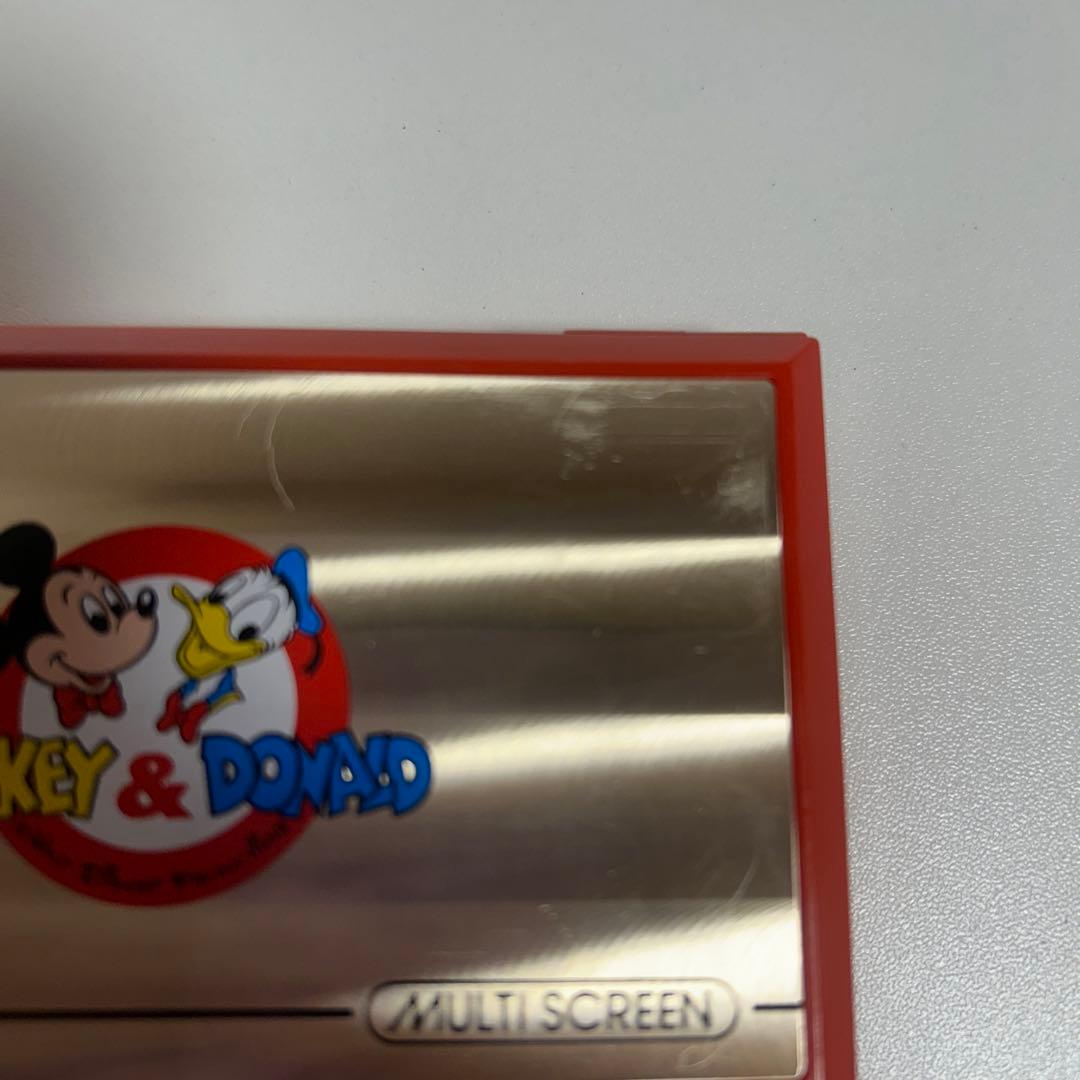 KEY & DONALD
MULTI SCREEN